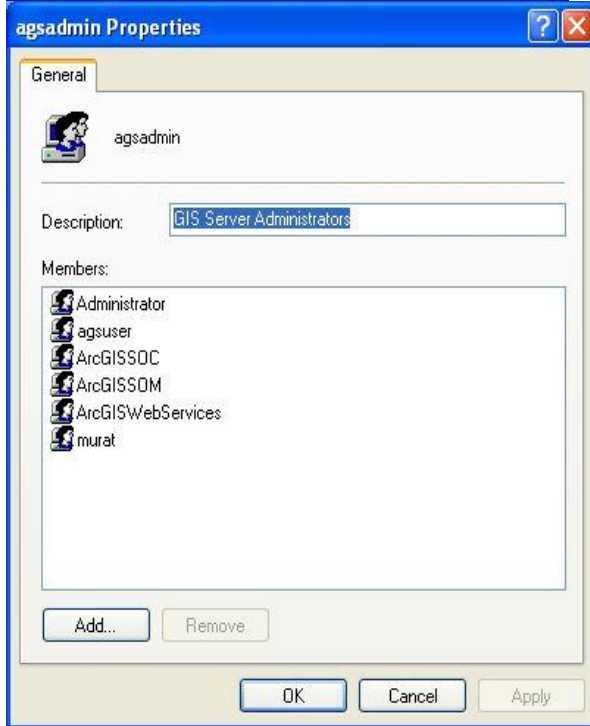 agsadmin Properties
General
agsadmin
Description: GIS Server Administrators
Members:
Administrator
agsuser
ArcGISSOC
ArcGISSOM
ArcGISWebServices
murat
Add... Remove
OK Cancel Apply